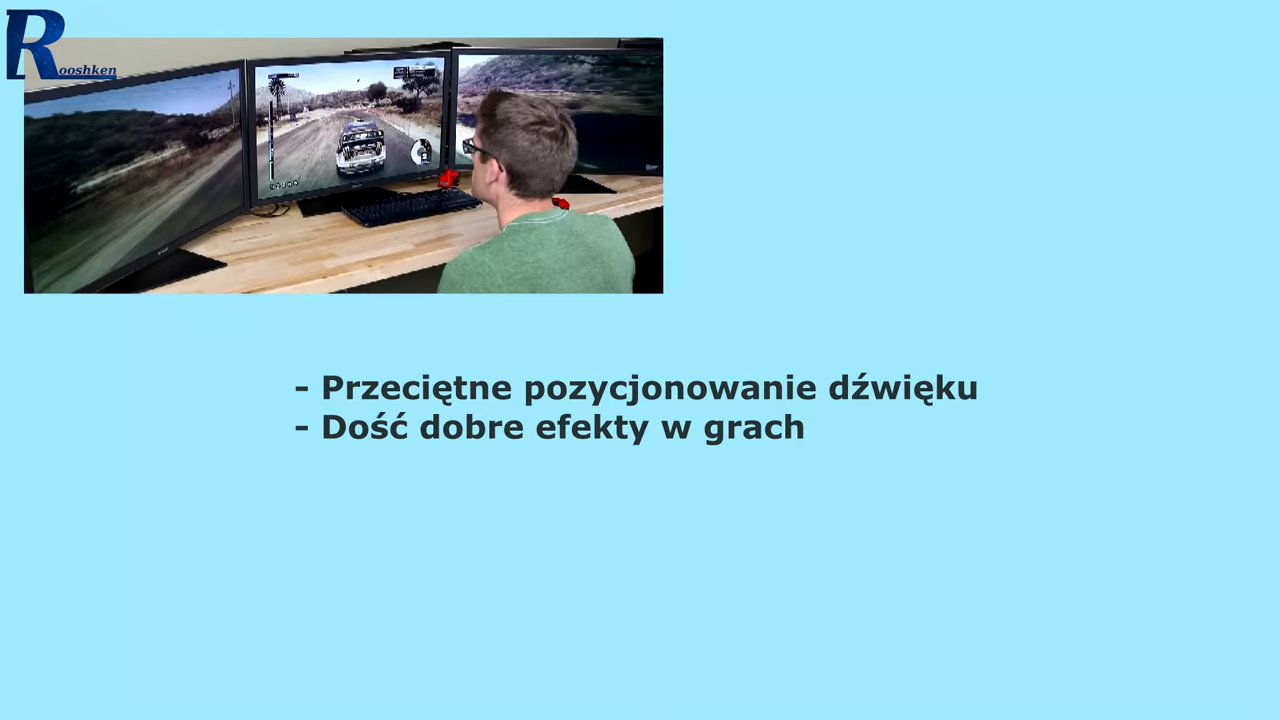 Rooshken
- Przeciętne pozycjonowanie dźwięku
- Dość dobre efekty w grach